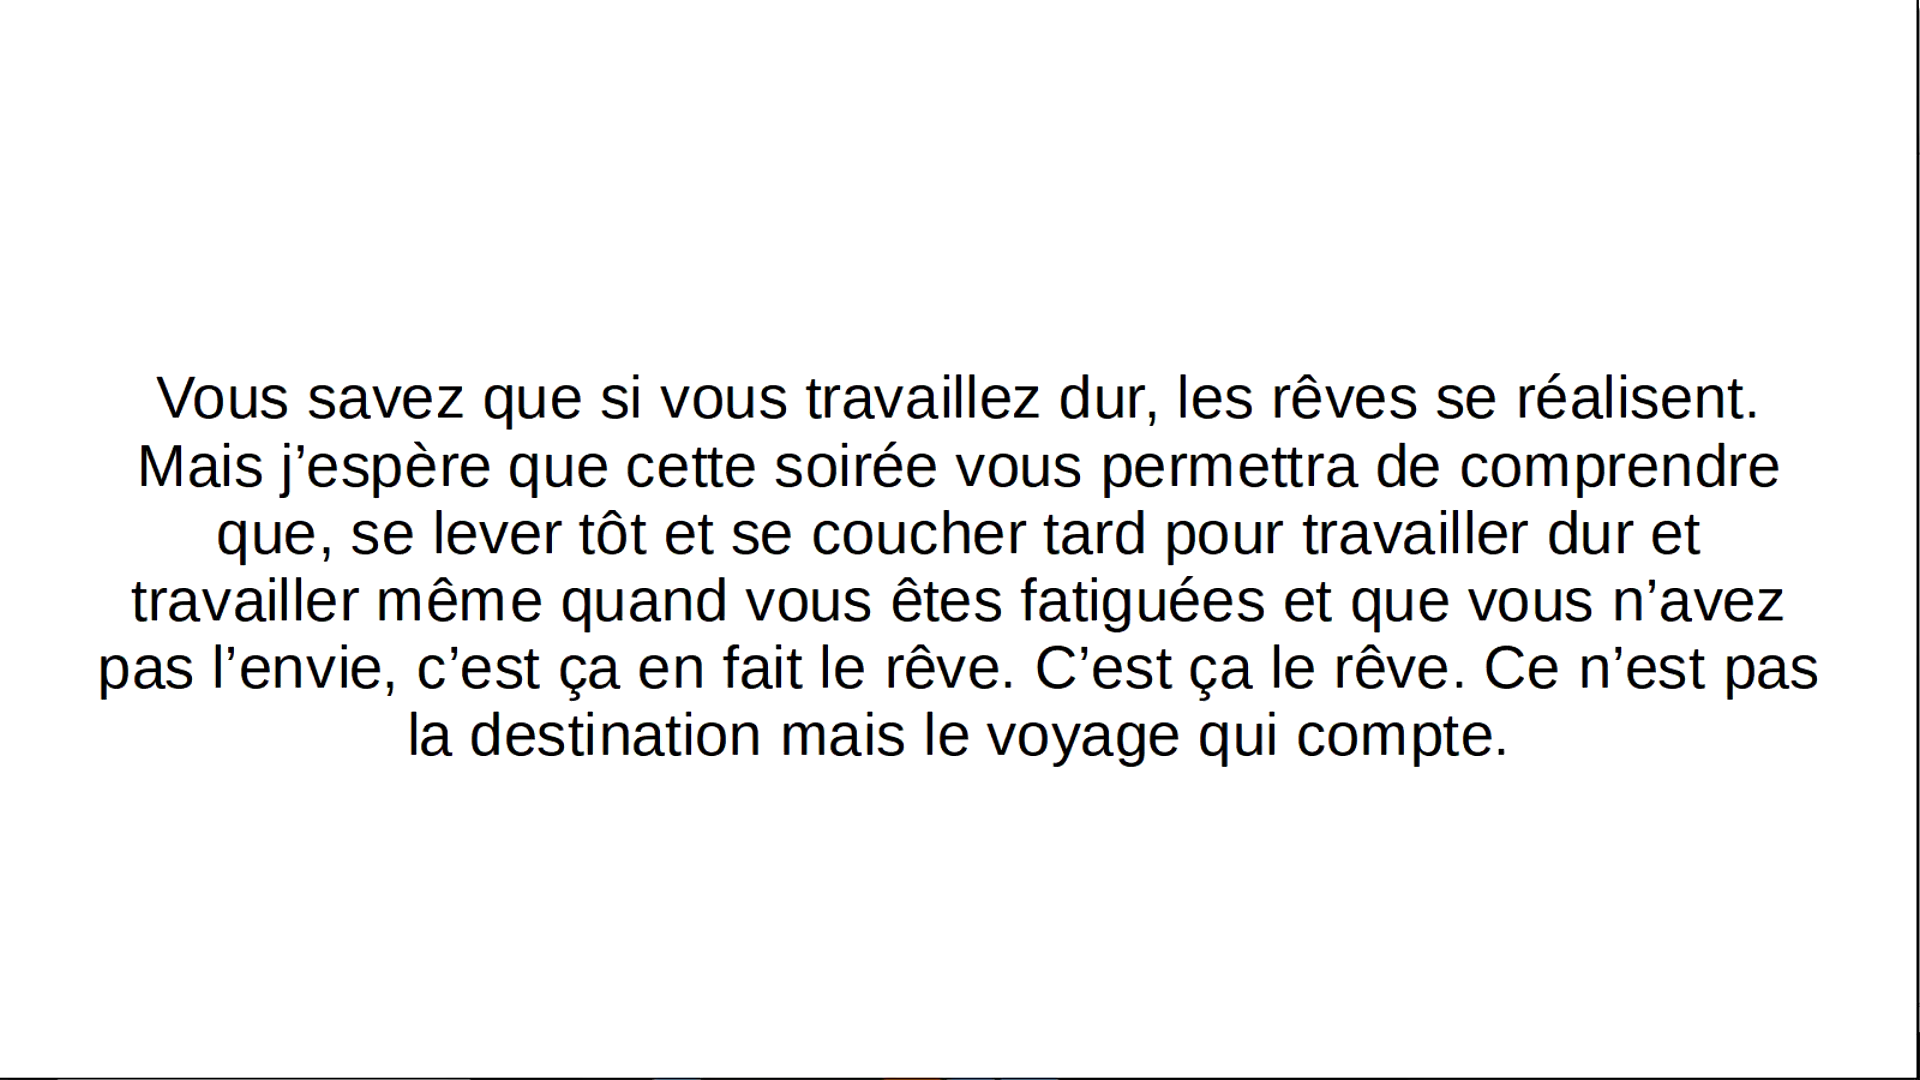 Vous savez que si vous travaillez dur, les rêves se réalisent.
Mais j’espère que cette soirée vous permettra de comprendre
que, se lever tôt et se coucher tard pour travailler dur et
travailler même quand vous êtes fatiguées et que vous n’avez
pas l’envie, c’est ça en fait le rêve. C’est ça le rêve. Ce n’est pas
la destination mais le voyage qui compte.